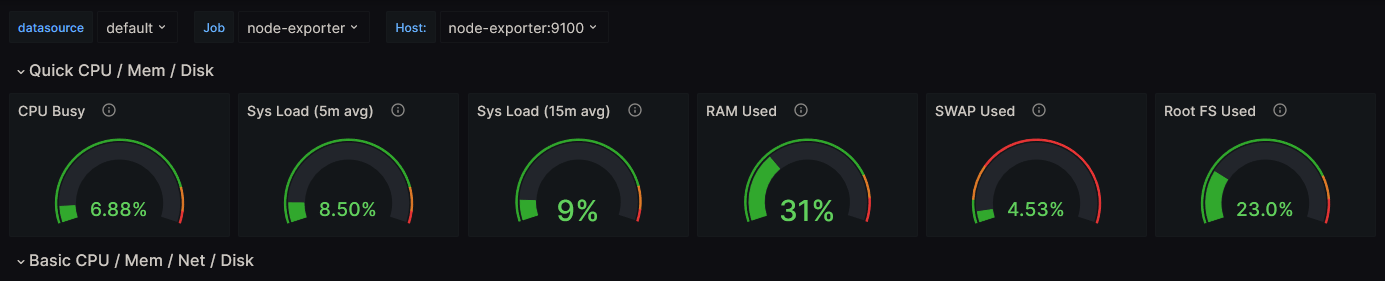 datasource default Job node-exporter Host: node-exporter:9100
Quick CPU / Mem / Disk
CPU Busy Sys Load (5m avg) Sys Load (15m avg) RAM Used SWAP Used Root FS Used
6.88% 8.50% 9% 31% 4.53% 23.0%
Basic CPU / Mem / Net / Disk